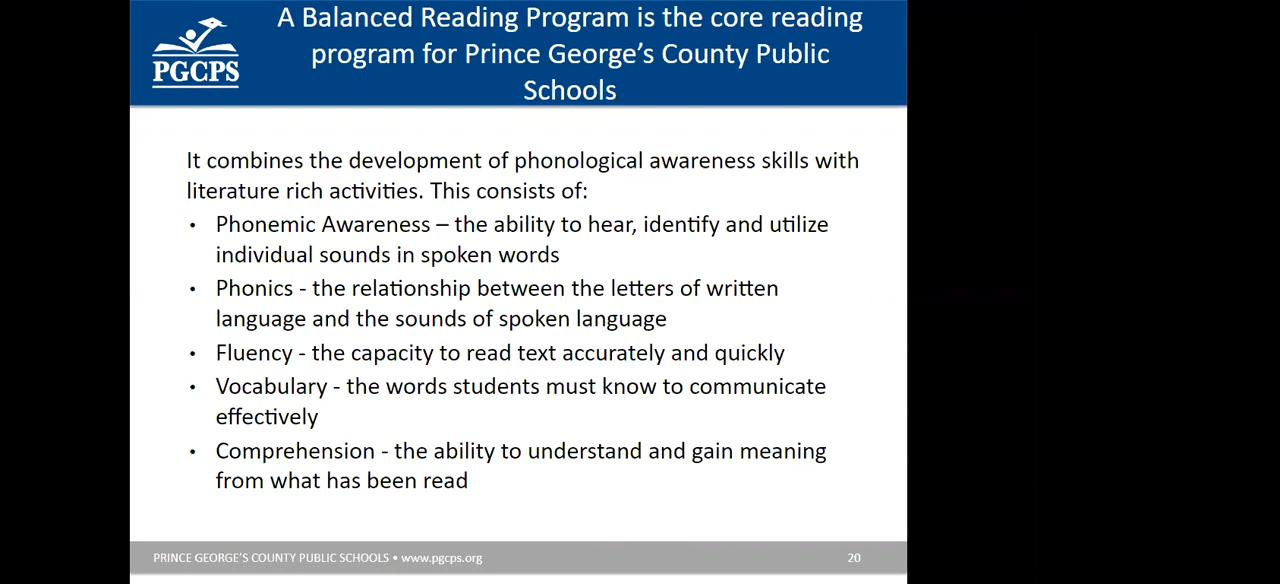 A Balanced Reading Program is the core reading
program for Prince George’s County Public
Schools
PGCPS
It combines the development of phonological awareness skills with
literature rich activities. This consists of:
• Phonemic Awareness – the ability to hear, identify and utilize
individual sounds in spoken words
• Phonics - the relationship between the letters of written
language and the sounds of spoken language
• Fluency - the capacity to read text accurately and quickly
• Vocabulary - the words students must know to communicate
effectively
• Comprehension - the ability to understand and gain meaning
from what has been read
PRINCE GEORGE’S COUNTY PUBLIC SCHOOLS • www.pgcps.org 20